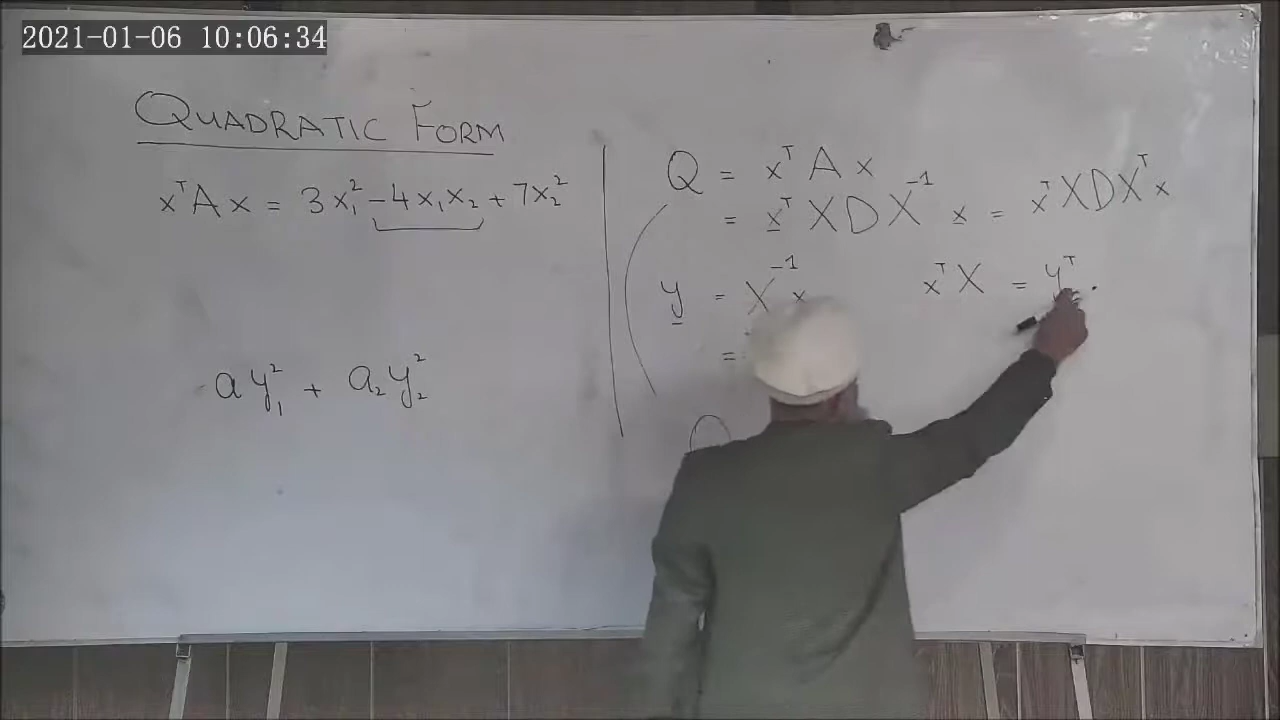 2021-01-06 10:06:34
QUADRATIC FORM
xᵀAx = 3x₁² - 4x₁x₂ + 7x₂²
ay₁² + a₂y₂²
Q = xᵀAx
= xᵀXDX⁻¹x = xᵀXDXᵀx
y = X⁻¹x
=
xᵀX = yᵀ